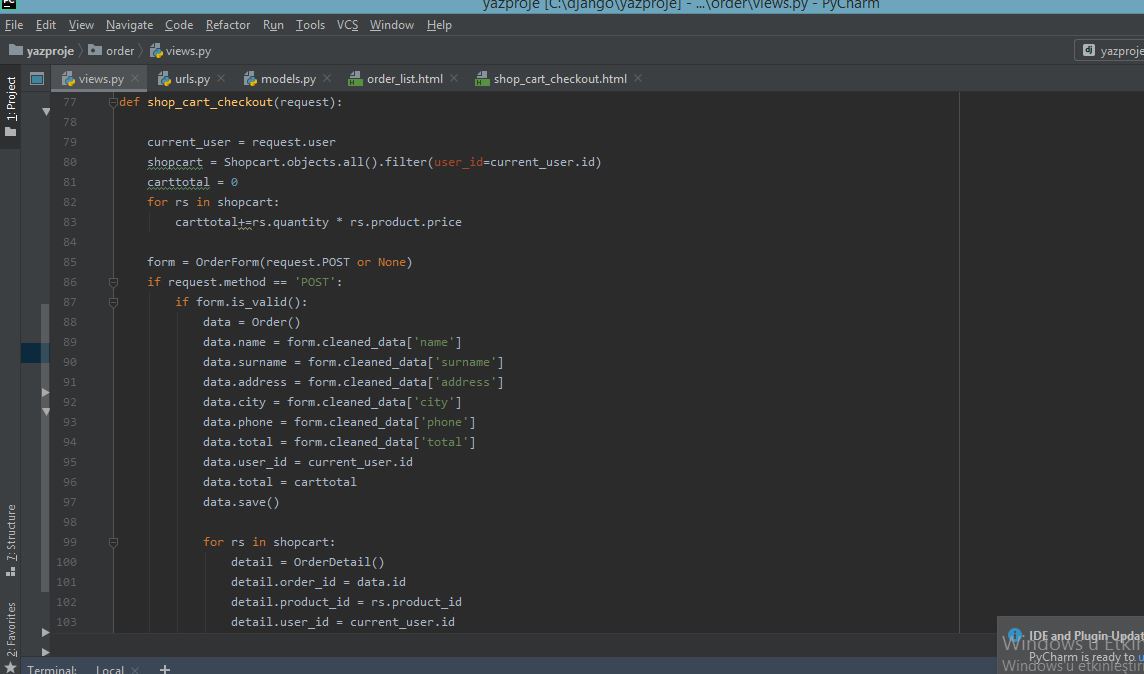 yazproje [C:\django\yazproje] - ...\order\views.py - PyCharm
File Edit View Navigate Code Refactor Run Tools VCS Window Help
yazproje order views.py yazproje
views.py urls.py models.py order_list.html shop_cart_checkout.html
1: Project
77 def shop_cart_checkout(request):
78
79 current_user = request.user
80 shopcart = Shopcart.objects.all().filter(user_id=current_user.id)
81 carttotal = 0
82 for rs in shopcart:
83 carttotal+=rs.quantity * rs.product.price
84
85 form = OrderForm(request.POST or None)
86 if request.method == 'POST':
87 if form.is_valid():
88 data = Order()
89 data.name = form.cleaned_data['name']
90 data.surname = form.cleaned_data['surname']
91 data.address = form.cleaned_data['address']
92 data.city = form.cleaned_data['city']
93 data.phone = form.cleaned_data['phone']
94 data.total = form.cleaned_data['total']
95 data.user_id = current_user.id
96 data.total = carttotal
97 data.save()
98
99 for rs in shopcart:
100 detail = OrderDetail()
101 detail.order_id = data.id
102 detail.product_id = rs.product_id
103 detail.user_id = current_user.id
7: Structure
2: Favorites
IDE and Plugin Updat
Windows'u Etkin
PyCharm is ready to u
Windows'u etkinleştirm
Terminal: Local +